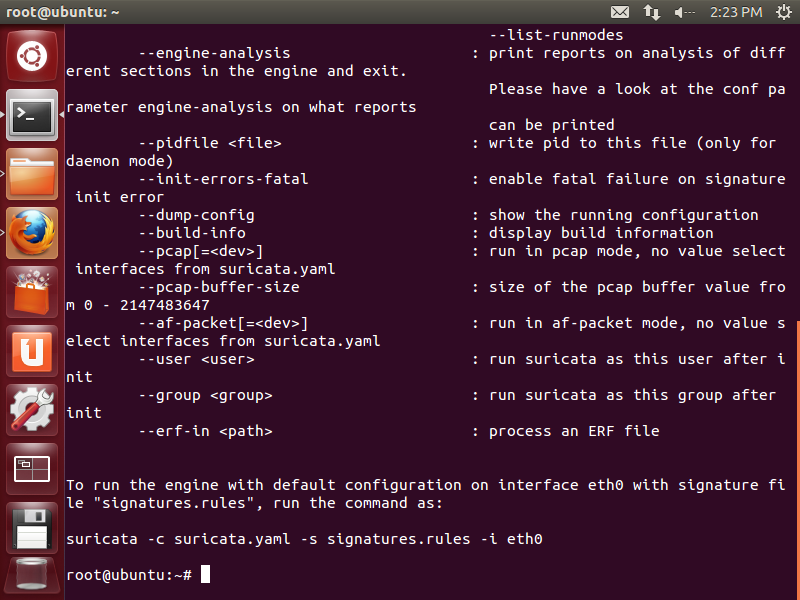 root@ubuntu: ~
2:23 PM
--list-runmodes
--engine-analysis : print reports on analysis of diff
erent sections in the engine and exit.
Please have a look at the conf pa
rameter engine-analysis on what reports
can be printed
--pidfile <file> : write pid to this file (only for
daemon mode)
--init-errors-fatal : enable fatal failure on signature
init error
--dump-config : show the running configuration
--build-info : display build information
--pcap[=<dev>] : run in pcap mode, no value select
interfaces from suricata.yaml
--pcap-buffer-size : size of the pcap buffer value fro
m 0 - 2147483647
--af-packet[=<dev>] : run in af-packet mode, no value s
elect interfaces from suricata.yaml
--user <user> : run suricata as this user after i
nit
--group <group> : run suricata as this group after
init
--erf-in <path> : process an ERF file
To run the engine with default configuration on interface eth0 with signature fi
le "signatures.rules", run the command as:
suricata -c suricata.yaml -s signatures.rules -i eth0
root@ubuntu:~#